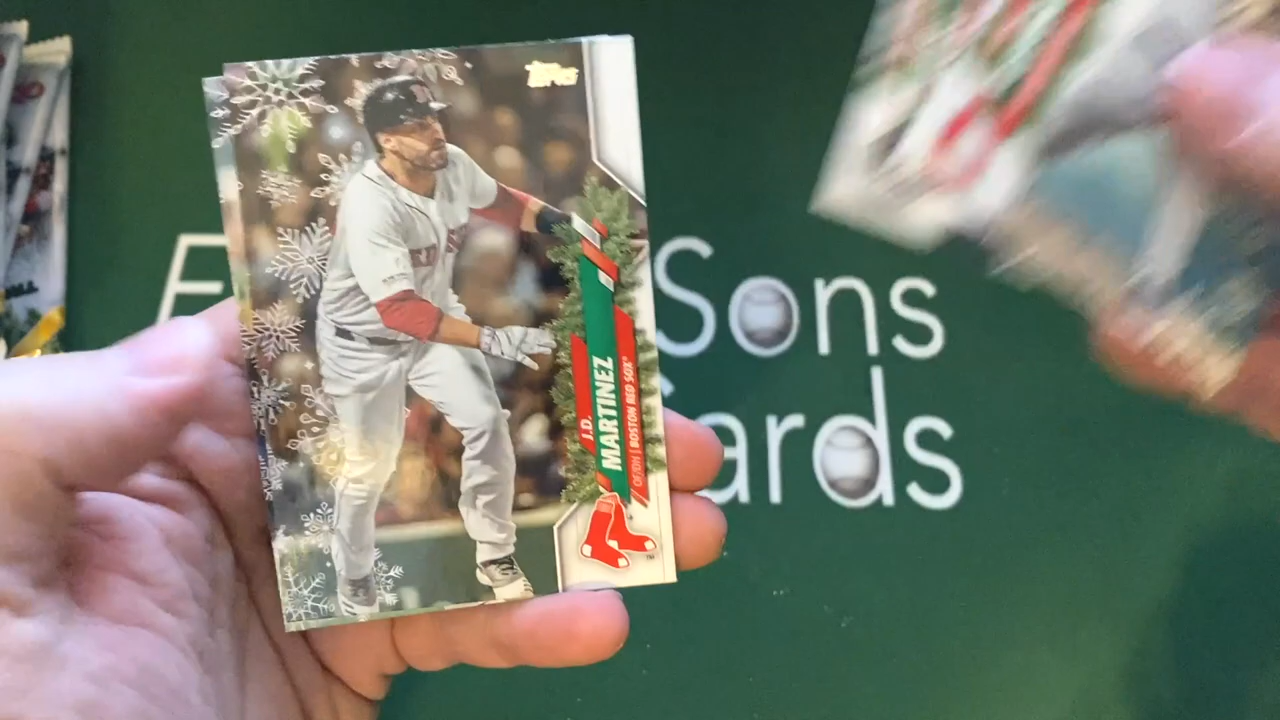 Topps
J.D.
MARTINEZ
OF/DH | BOSTON RED SOX®
Sons
ards